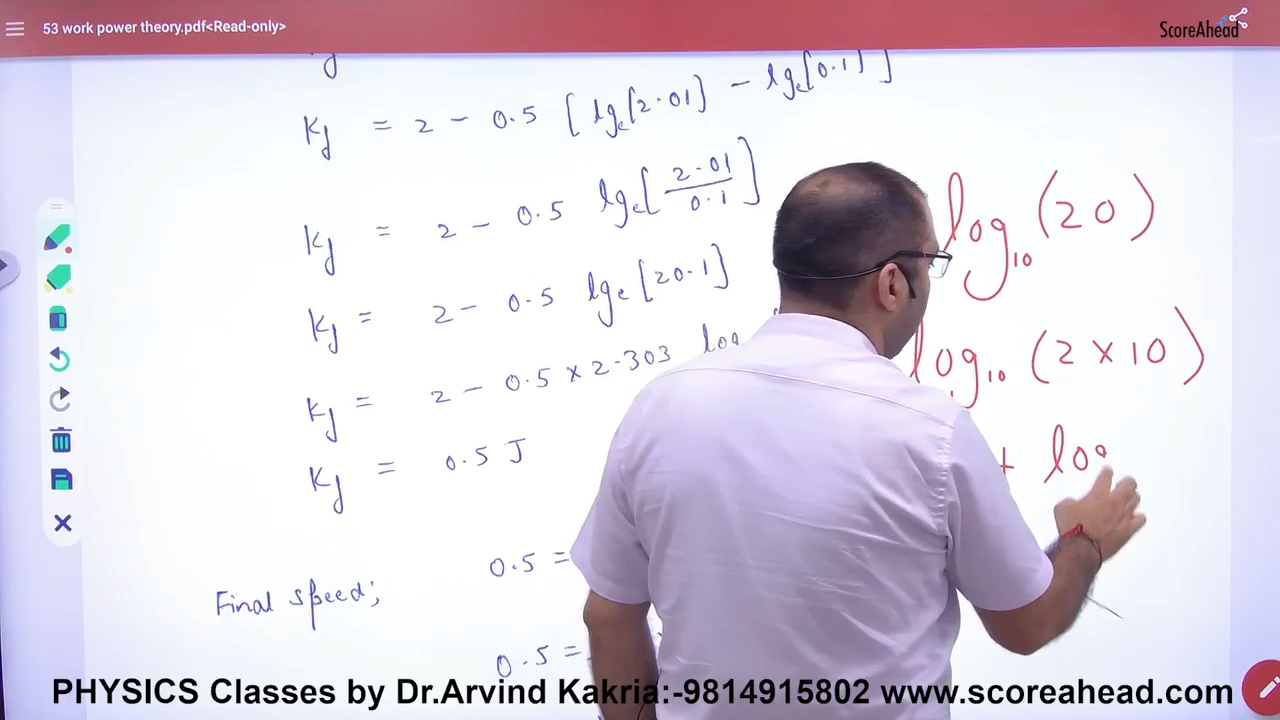 53 work power theory.pdf<Read-only>
ScoreAhead
Kf = 2 - 0.5 [lge[2.01] - lge[0.1]]
Kf = 2 - 0.5 lge[2.01/0.1]
Kf = 2 - 0.5 lge[20.1]
Kf = 2 - 0.5 × 2.303 log
Kf = 0.5 J
0.5 =
Final speed;
0.5 =
log10 (20)
log10 (2 × 10)
+ log
PHYSICS Classes by Dr.Arvind Kakria:-9814915802 www.scoreahead.com